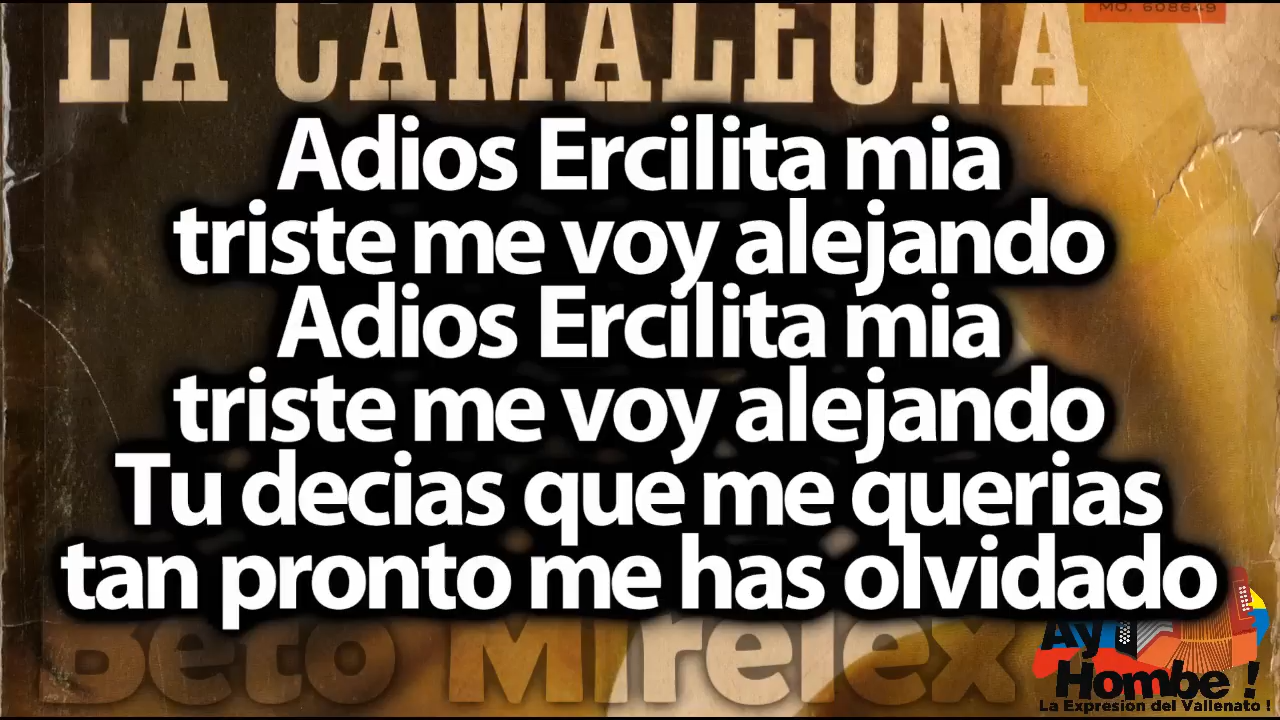 LA CAMALEONA
MO. 608649
Adios Ercilita mia
triste me voy alejando
Adios Ercilita mia
triste me voy alejando
Tu decias que me querias
tan pronto me has olvidado
Beto Mirelex
Ay
Hombe !
La Expresion del Vallenato !